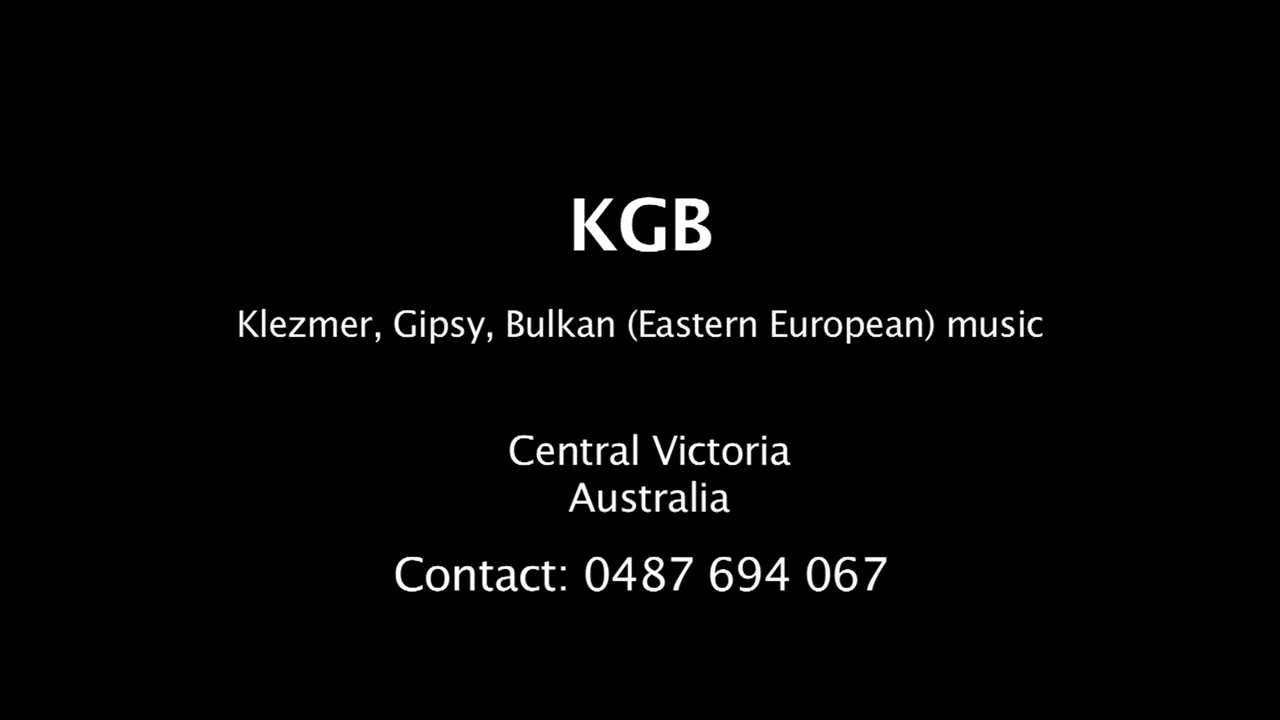 KGB
Klezmer, Gipsy, Bulkan (Eastern European) music
Central Victoria
Australia
Contact: 0487 694 067